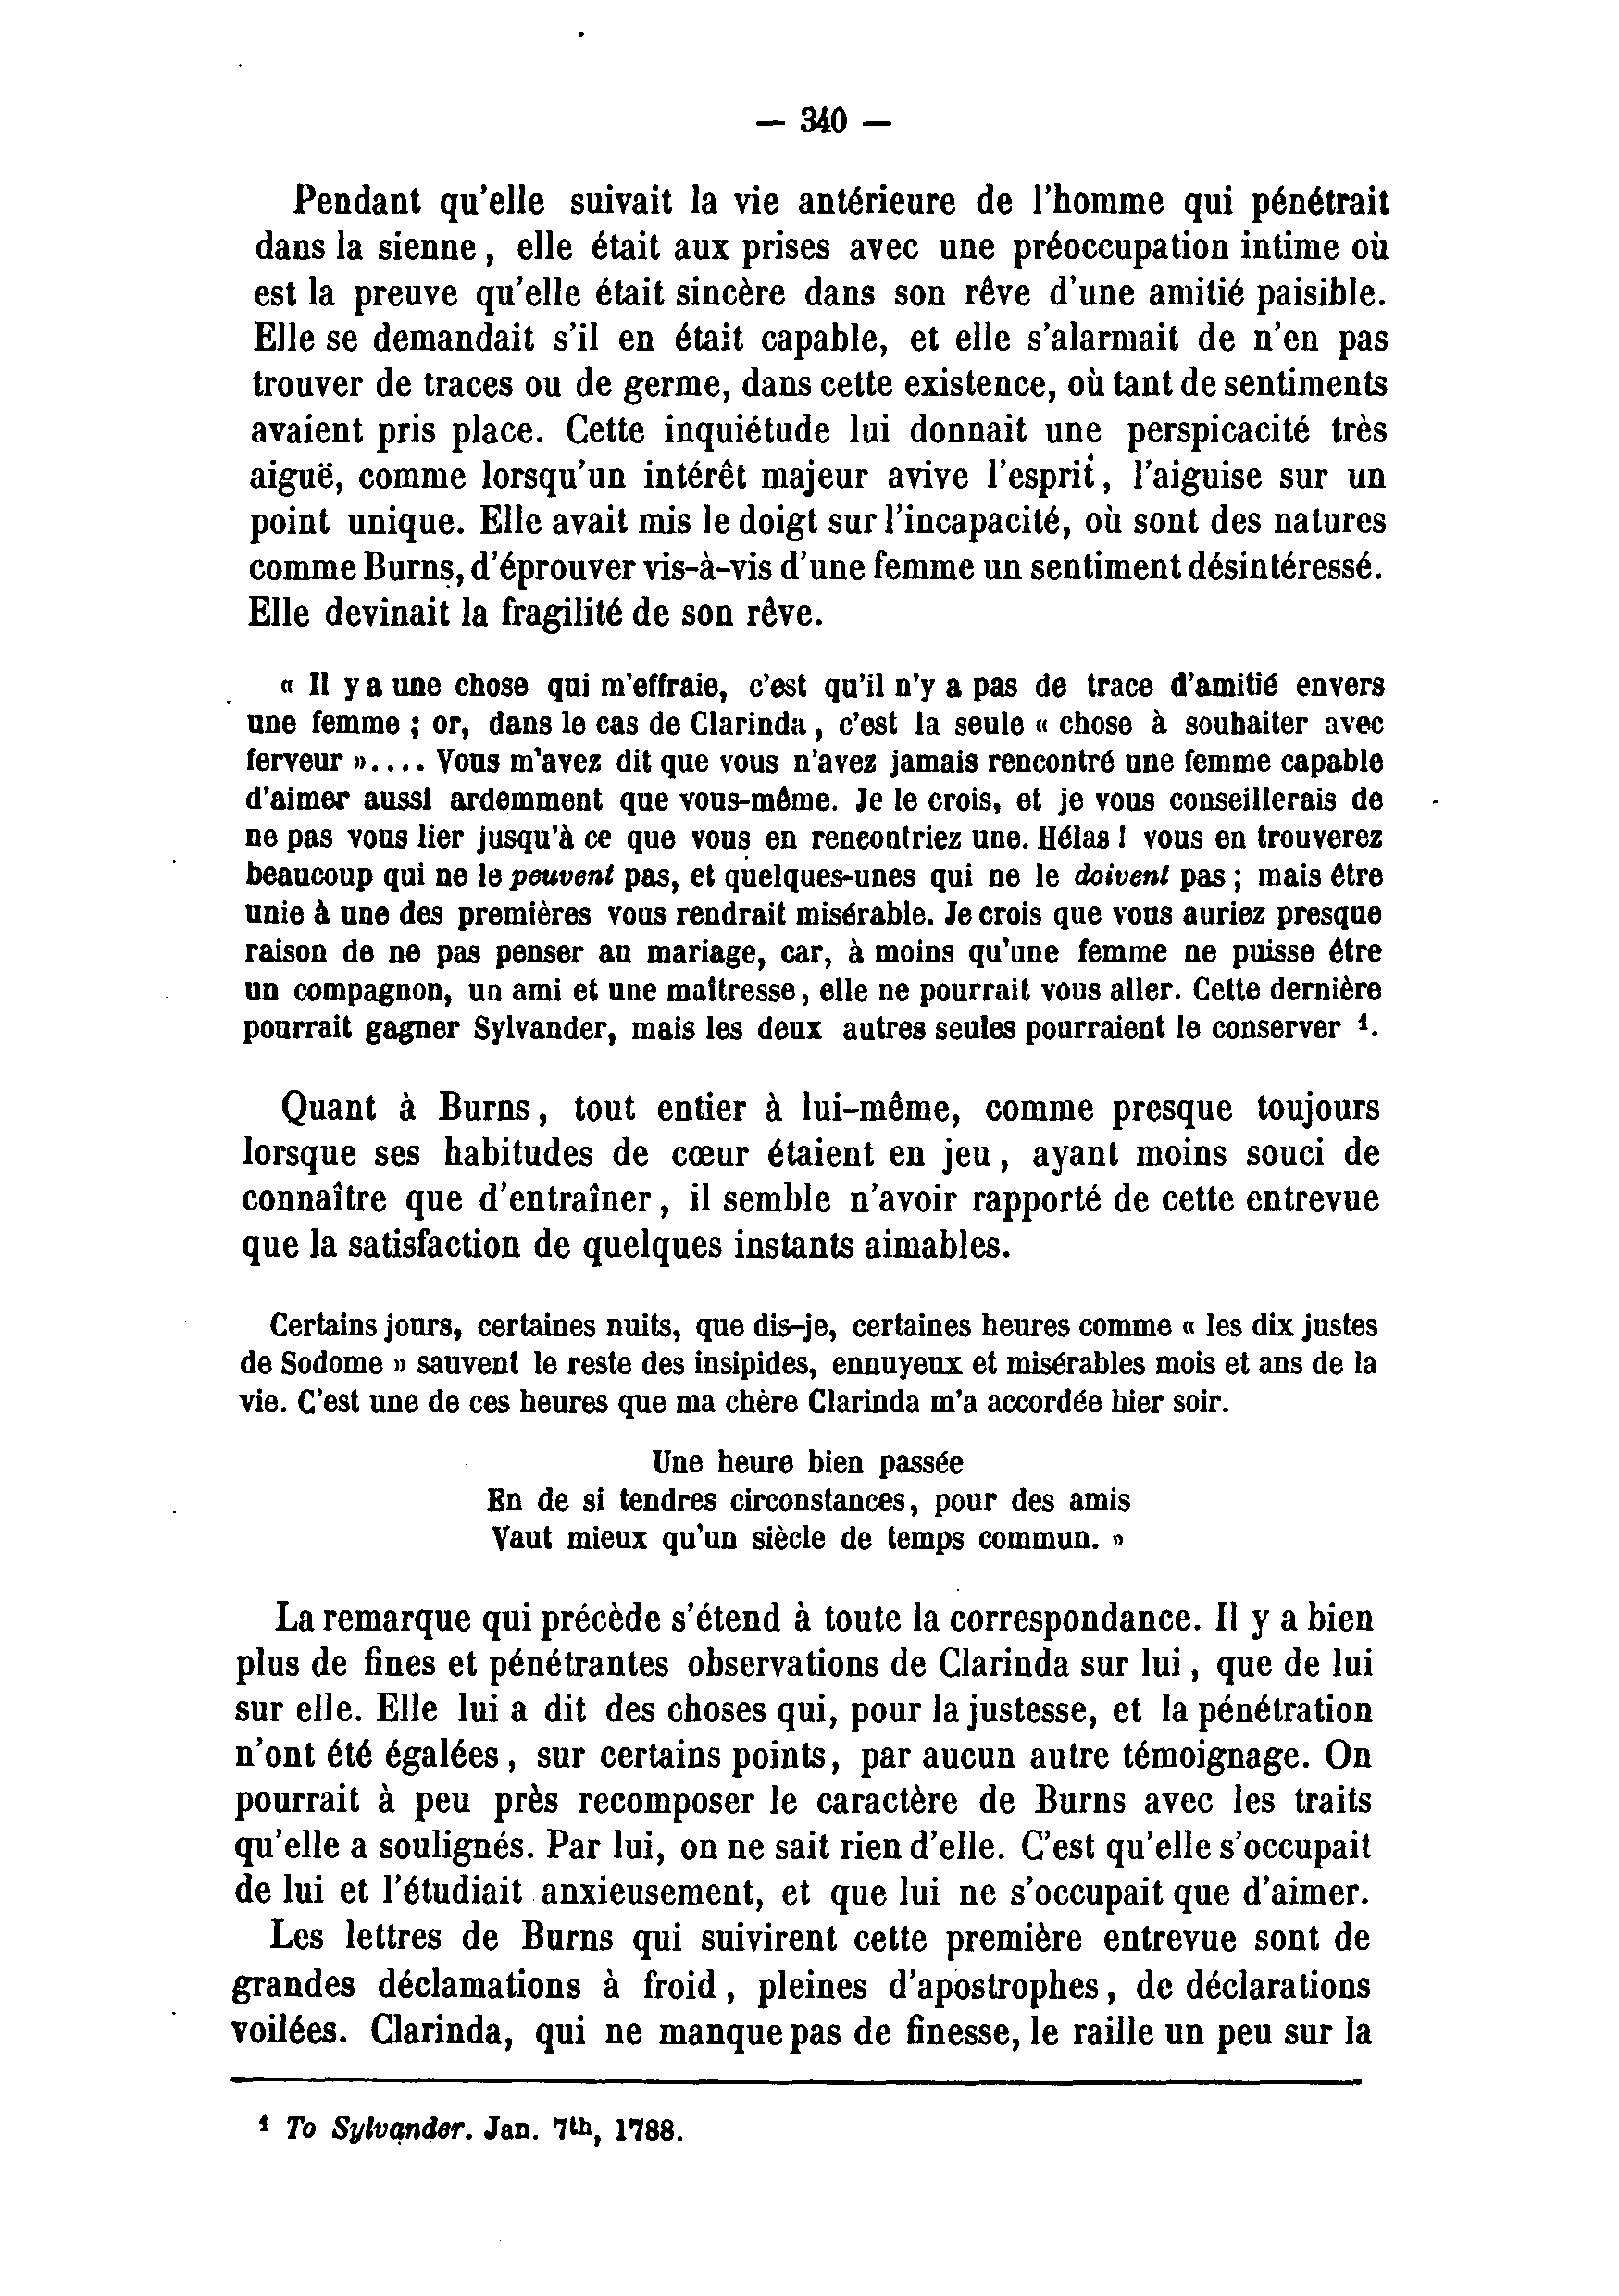 — 340 —
Pendant qu'elle suivait la vie antérieure de l'homme qui pénétrait
dans la sienne, elle était aux prises avec une préoccupation intime où
est la preuve qu'elle était sincère dans son rêve d'une amitié paisible.
Elle se demandait s'il en était capable, et elle s'alarmait de n'en pas
trouver de traces ou de germe, dans cette existence, où tant de sentiments
avaient pris place. Cette inquiétude lui donnait une perspicacité très
aiguë, comme lorsqu'un intérêt majeur avive l'esprit, l'aiguise sur un
point unique. Elle avait mis le doigt sur l'incapacité, où sont des natures
comme Burns, d'éprouver vis-à-vis d'une femme un sentiment désintéressé.
Elle devinait la fragilité de son rêve.
« Il y a une chose qui m'effraie, c'est qu'il n'y a pas de trace d'amitié envers
une femme ; or, dans le cas de Clarinda, c'est la seule « chose à souhaiter avec
ferveur ».... Vous m'avez dit que vous n'avez jamais rencontré une femme capable
d'aimer aussi ardemment que vous-même. Je le crois, et je vous conseillerais de
ne pas vous lier jusqu'à ce que vous en rencontriez une. Hélas ! vous en trouverez
beaucoup qui ne le peuvent pas, et quelques-unes qui ne le doivent pas ; mais être
unie à une des premières vous rendrait misérable. Je crois que vous auriez presque
raison de ne pas penser au mariage, car, à moins qu'une femme ne puisse être
un compagnon, un ami et une maîtresse, elle ne pourrait vous aller. Cette dernière
pourrait gagner Sylvander, mais les deux autres seules pourraient le conserver ¹.
Quant à Burns, tout entier à lui-même, comme presque toujours
lorsque ses habitudes de cœur étaient en jeu, ayant moins souci de
connaître que d'entraîner, il semble n'avoir rapporté de cette entrevue
que la satisfaction de quelques instants aimables.
Certains jours, certaines nuits, que dis-je, certaines heures comme « les dix justes
de Sodome » sauvent le reste des insipides, ennuyeux et misérables mois et ans de la
vie. C'est une de ces heures que ma chère Clarinda m'a accordée hier soir.
Une heure bien passée
En de si tendres circonstances, pour des amis
Vaut mieux qu'un siècle de temps commun. »
La remarque qui précède s'étend à toute la correspondance. Il y a bien
plus de fines et pénétrantes observations de Clarinda sur lui, que de lui
sur elle. Elle lui a dit des choses qui, pour la justesse, et la pénétration
n'ont été égalées, sur certains points, par aucun autre témoignage. On
pourrait à peu près recomposer le caractère de Burns avec les traits
qu'elle a soulignés. Par lui, on ne sait rien d'elle. C'est qu'elle s'occupait
de lui et l'étudiait anxieusement, et que lui ne s'occupait que d'aimer.
Les lettres de Burns qui suivirent cette première entrevue sont de
grandes déclamations à froid, pleines d'apostrophes, de déclarations
voilées. Clarinda, qui ne manque pas de finesse, le raille un peu sur la
¹ To Sylvander. Jan. 7th, 1788.